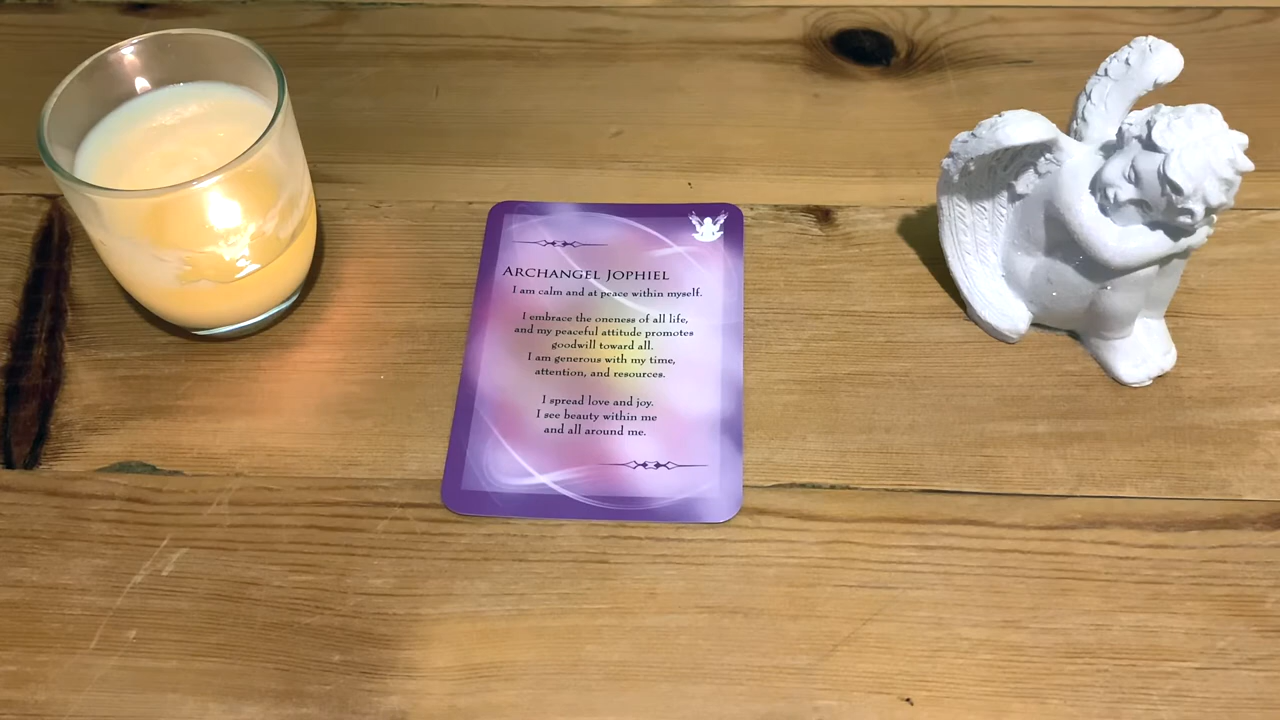 ARCHANGEL JOPHIEL
I am calm and at peace within myself.
I embrace the oneness of all life,
and my peaceful attitude promotes
goodwill toward all.
I am generous with my time,
attention, and resources.
I spread love and joy.
I see beauty within me
and all around me.